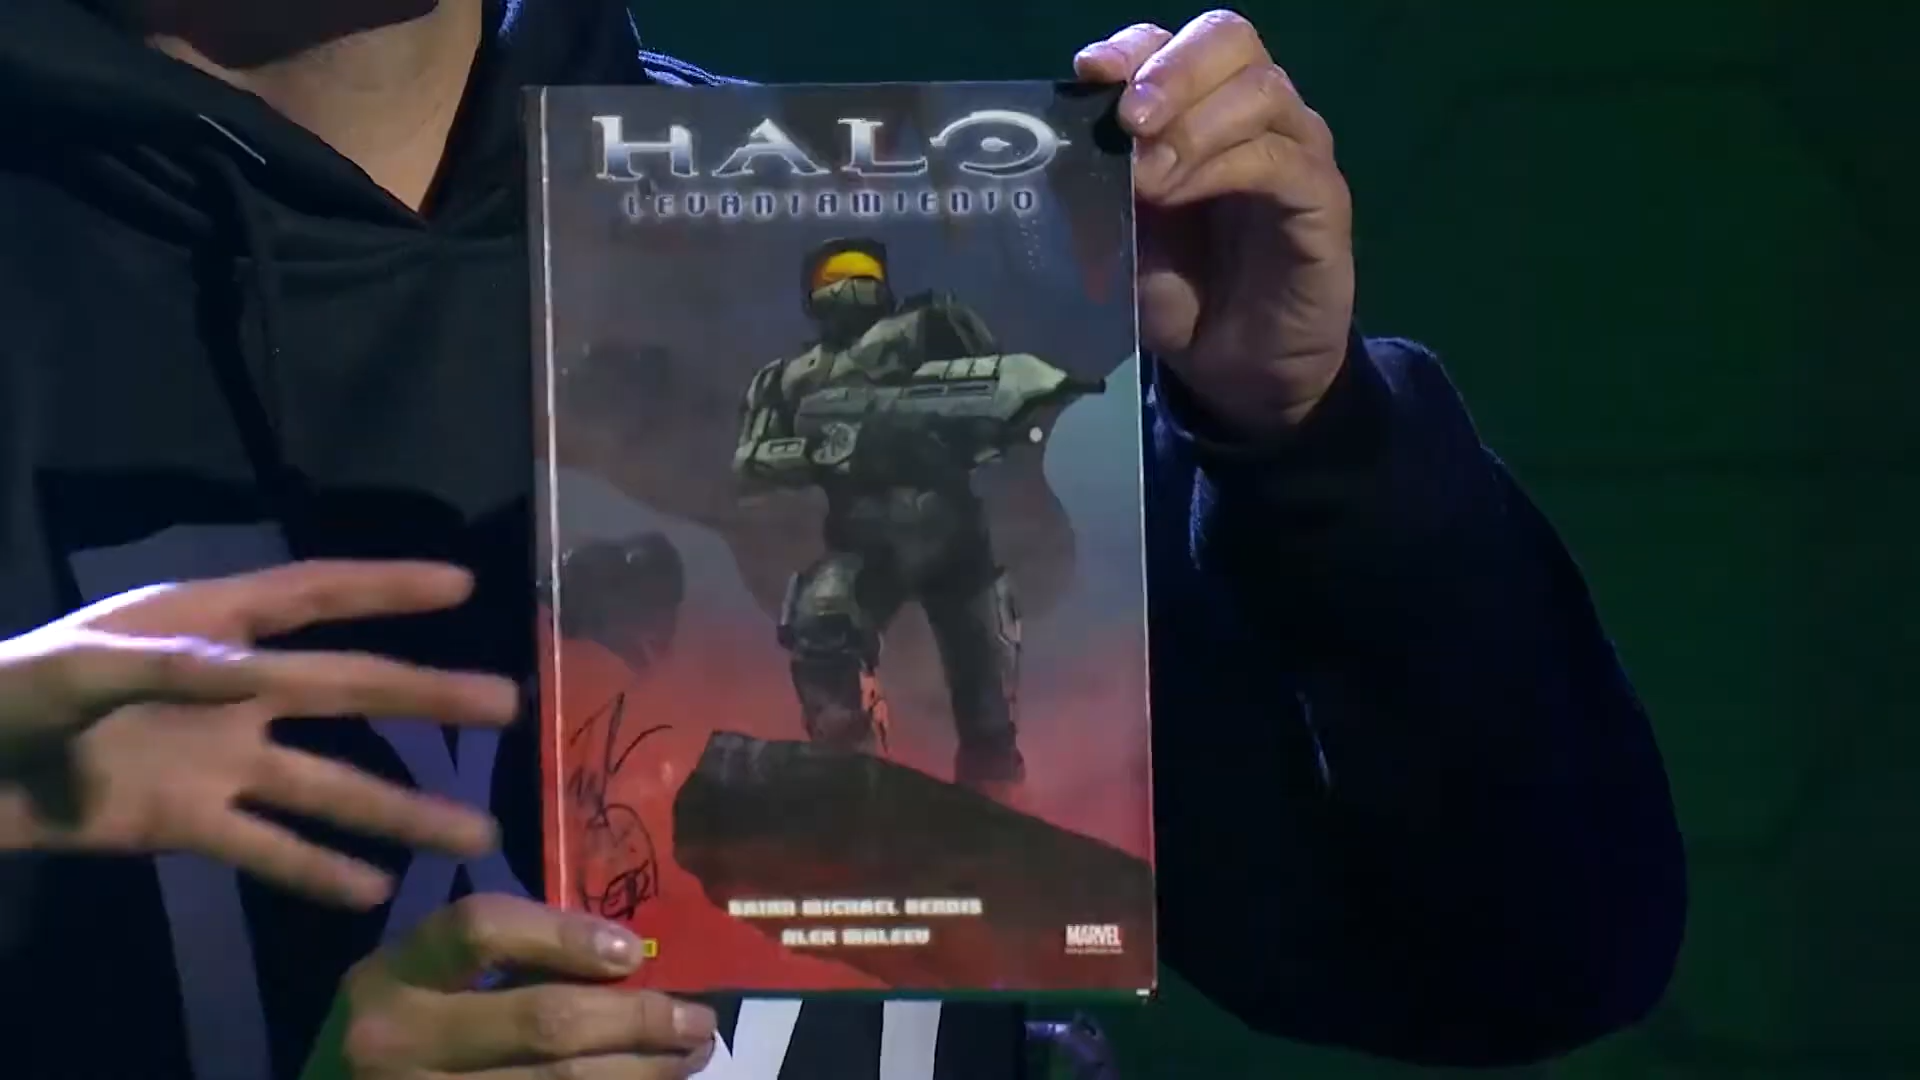 HALO
LEVANTAMIENTO
BRIAN MICHAEL BENDIS
ALEX MALEEV
MARVEL